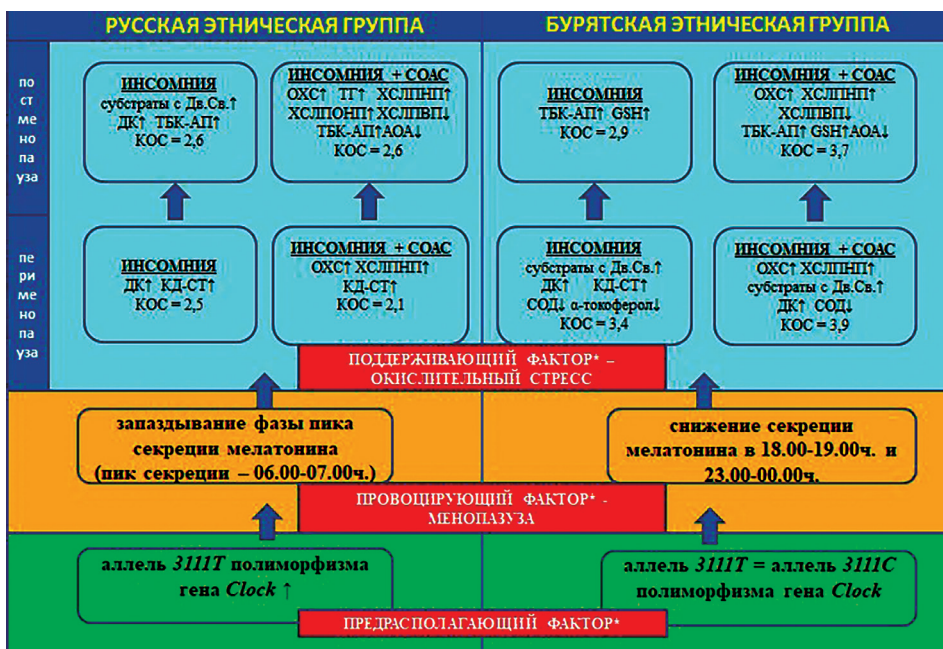 РУССКАЯ ЭТНИЧЕСКАЯ ГРУППА
БУРЯТСКАЯ ЭТНИЧЕСКАЯ ГРУППА
по
ст
ме
но
па
уза
ИНСОМНИЯ
субстраты с Дв.Св.↑
ДК↑ ТБК-АП↑
КОС = 2,6
ИНСОМНИЯ + СОАС
ОХС↑ ТГ↑ ХСЛПНП↑
ХСЛПОНП↑ ХСЛПВП↓
ТБК-АП↑АОА↓
КОС = 2,6
ИНСОМНИЯ
ТБК-АП↑ GSH↑
КОС = 2,9
ИНСОМНИЯ + СОАС
ОХС↑ ХСЛПНП↑
ХСЛПВП↓
ТБК-АП↑ GSH↑АОА↓
КОС = 3,7
пе
ри
ме
но
па
уза
ИНСОМНИЯ
ДК↑ КД-СТ↑
КОС = 2,5
ИНСОМНИЯ + СОАС
ОХС↑ ХСЛПНП↑
КД-СТ↑
КОС = 2,1
ИНСОМНИЯ
субстраты с Дв.Св.↑
ДК↑ КД-СТ↑
СОД↓ α-токоферол↓
КОС = 3,4
ИНСОМНИЯ + СОАС
ОХС↑ ХСЛПНП↑
субстраты с Дв.Св.↑
ДК↑ СОД↓
КОС = 3,9
ПОДДЕРЖИВАЮЩИЙ ФАКТОР* –
ОКИСЛИТЕЛЬНЫЙ СТРЕСС
запаздывание фазы пика
секреции мелатонина
(пик секреции – 06.00-07.00ч.)
снижение секреции
мелатонина в 18.00-19.00ч. и
23.00-00.00ч.
ПРОВОЦИРУЮЩИЙ ФАКТОР* -
МЕНОПАЗУЗА
аллель 3111Т полиморфизма
гена Clock ↑
аллель 3111Т = аллель 3111С
полиморфизма гена Clock
ПРЕДРАСПОЛАГАЮЩИЙ ФАКТОР*